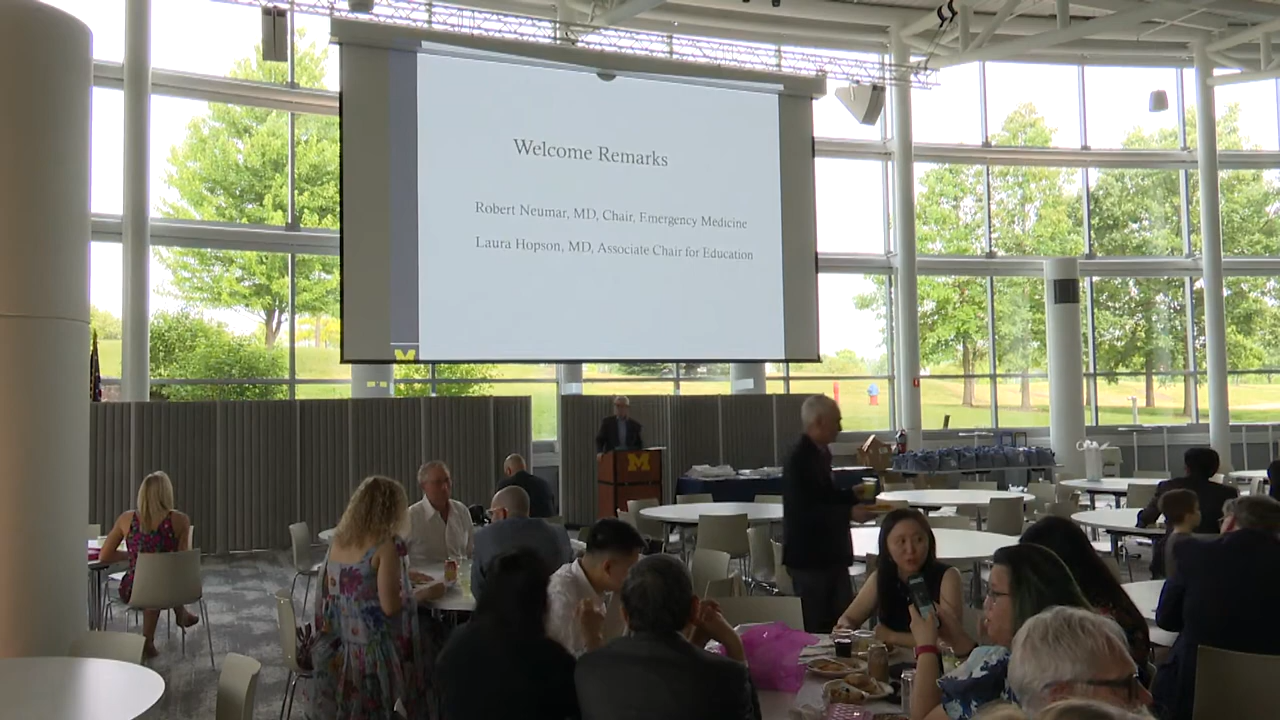 Welcome Remarks
Robert Neumar, MD, Chair, Emergency Medicine
Laura Hopson, MD, Associate Chair for Education
M
M